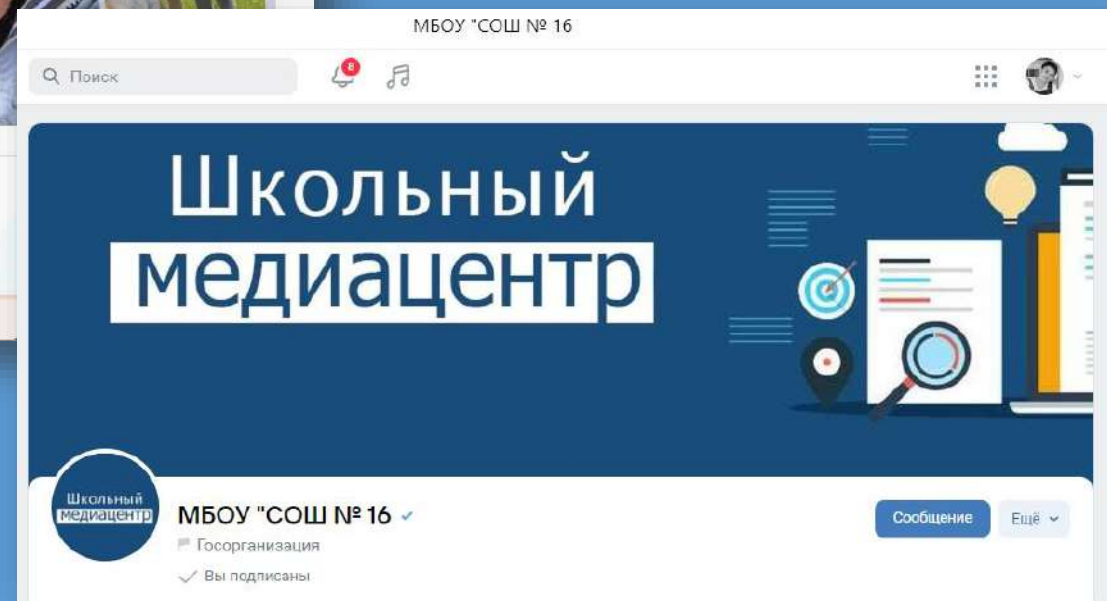 МБОУ "СОШ № 16
Поиск
8
Школьный
медиацентр
Школьный
медиацентр
МБОУ "СОШ № 16
Госорганизация
Вы подписаны
Сообщение
Ещё